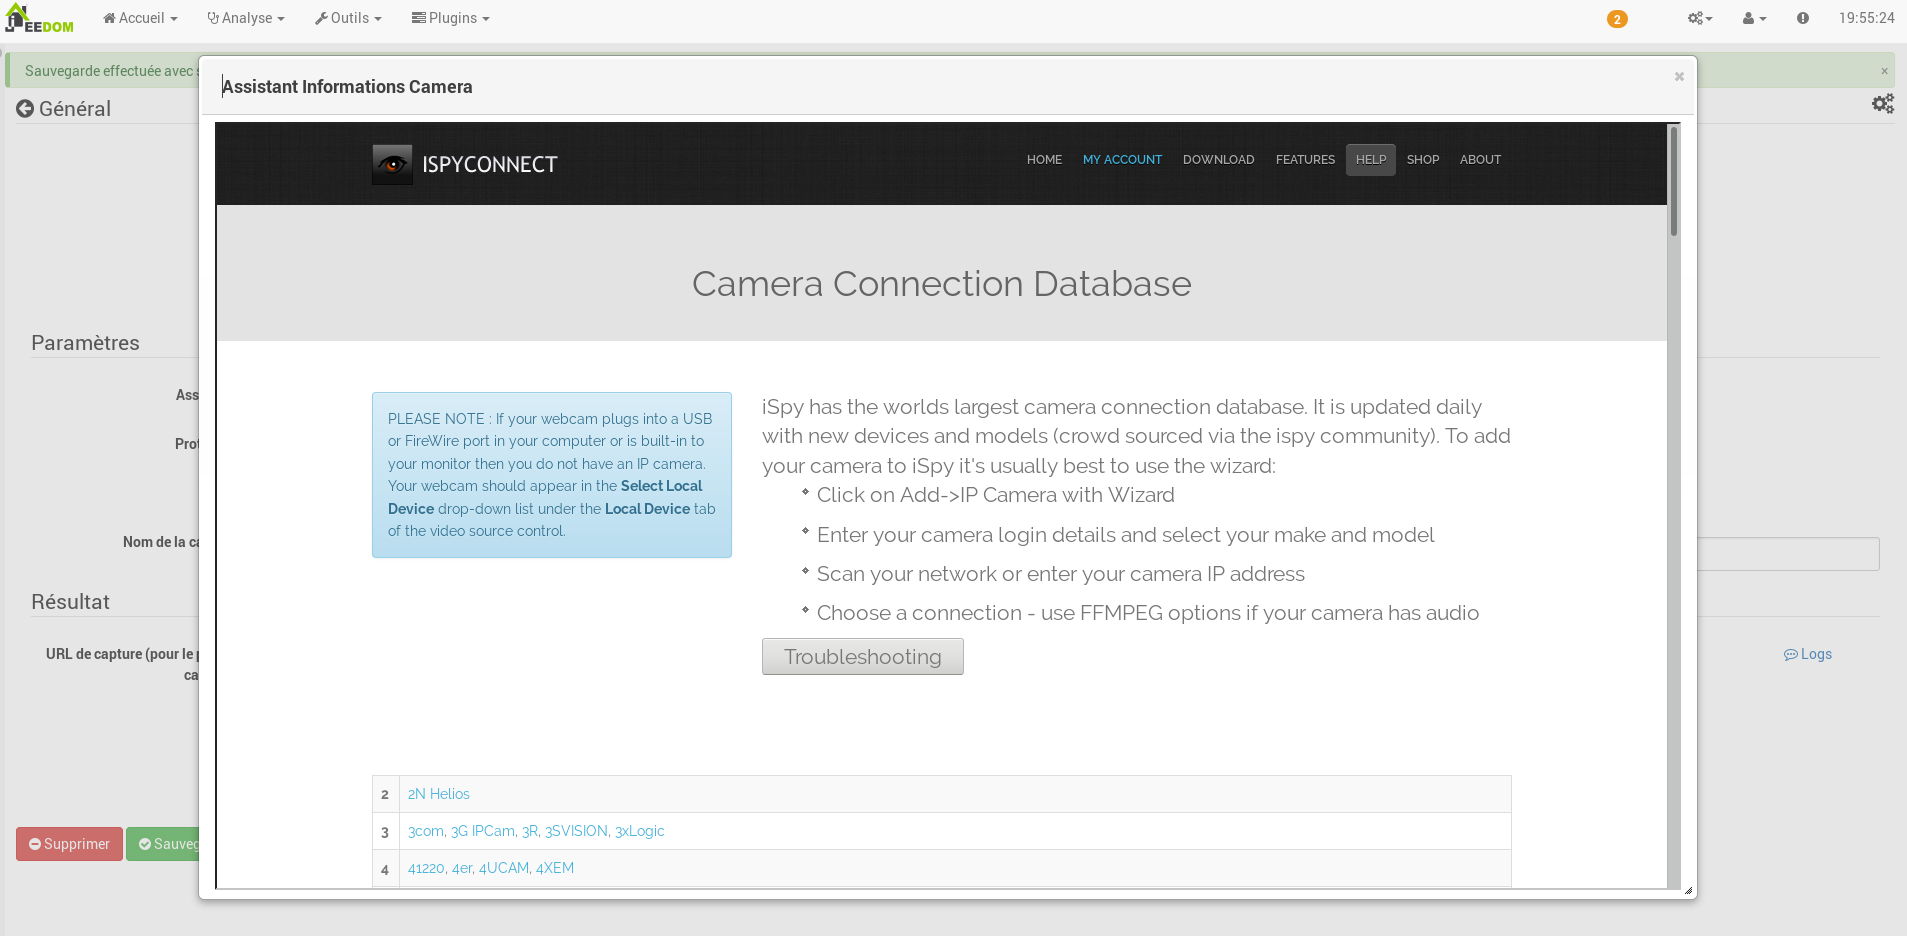 EEDOM Accueil Analyse Outils Plugins 2 19:55:24
Sauvegarde effectuée avec ×
Général
Assistant Informations Camera
ISPYCONNECT
HOME MY ACCOUNT DOWNLOAD FEATURES HELP SHOP ABOUT
Camera Connection Database
Paramètres
PLEASE NOTE : If your webcam plugs into a USB
or FireWire port in your computer or is built-in to
your monitor then you do not have an IP camera.
Your webcam should appear in the Select Local
Device drop-down list under the Local Device tab
of the video source control.
iSpy has the worlds largest camera connection database. It is updated daily
with new devices and models (crowd sourced via the ispy community). To add
your camera to iSpy it's usually best to use the wizard:
Click on Add->IP Camera with Wizard
Enter your camera login details and select your make and model
Scan your network or enter your camera IP address
Choose a connection - use FFMPEG options if your camera has audio
Troubleshooting
Nom de la ca
Résultat
URL de capture (pour le p
ca
Logs
2 2N Helios
3 3com, 3G IPCam, 3R, 3SVISION, 3xLogic
4 41220, 4er, 4UCAM, 4XEM
Supprimer Sauveg